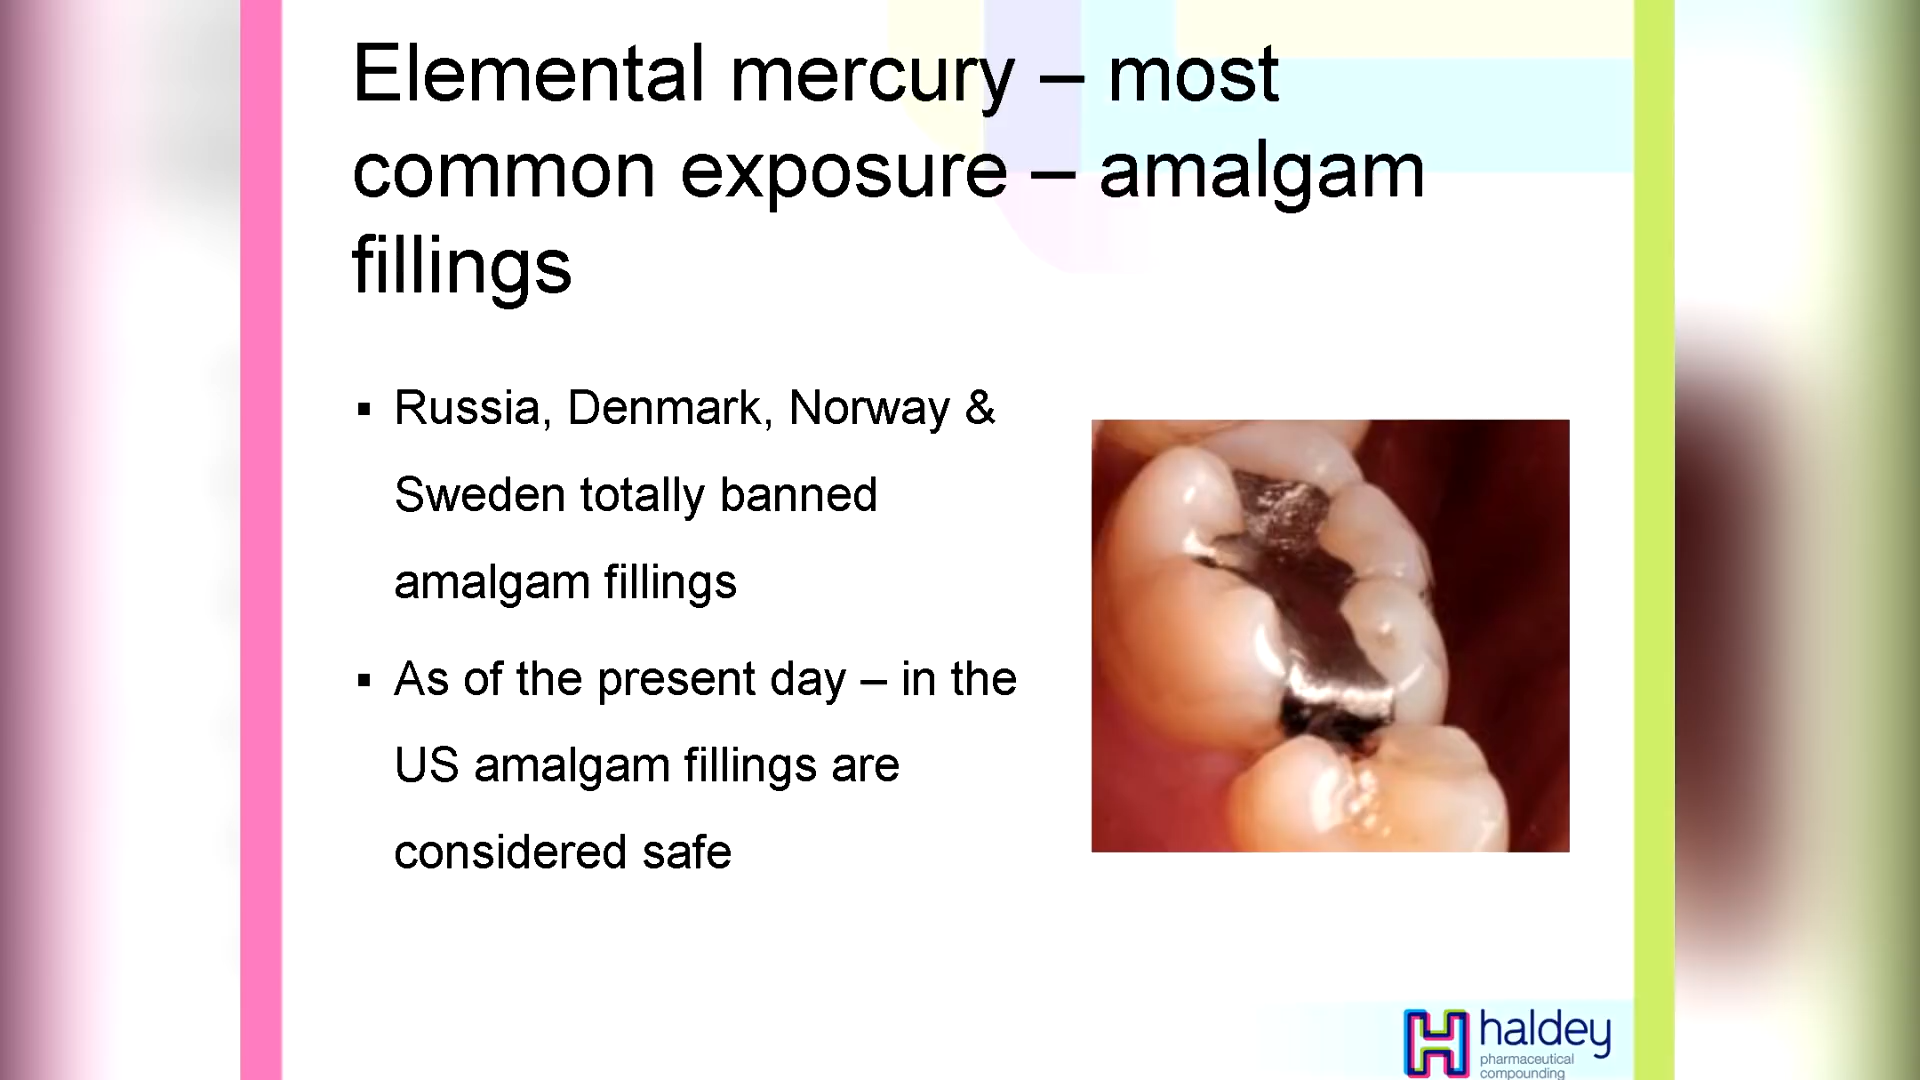 Elemental mercury – most
common exposure – amalgam
fillings
▪ Russia, Denmark, Norway &
Sweden totally banned
amalgam fillings
▪ As of the present day – in the
US amalgam fillings are
considered safe
haldey
pharmaceutical
compounding